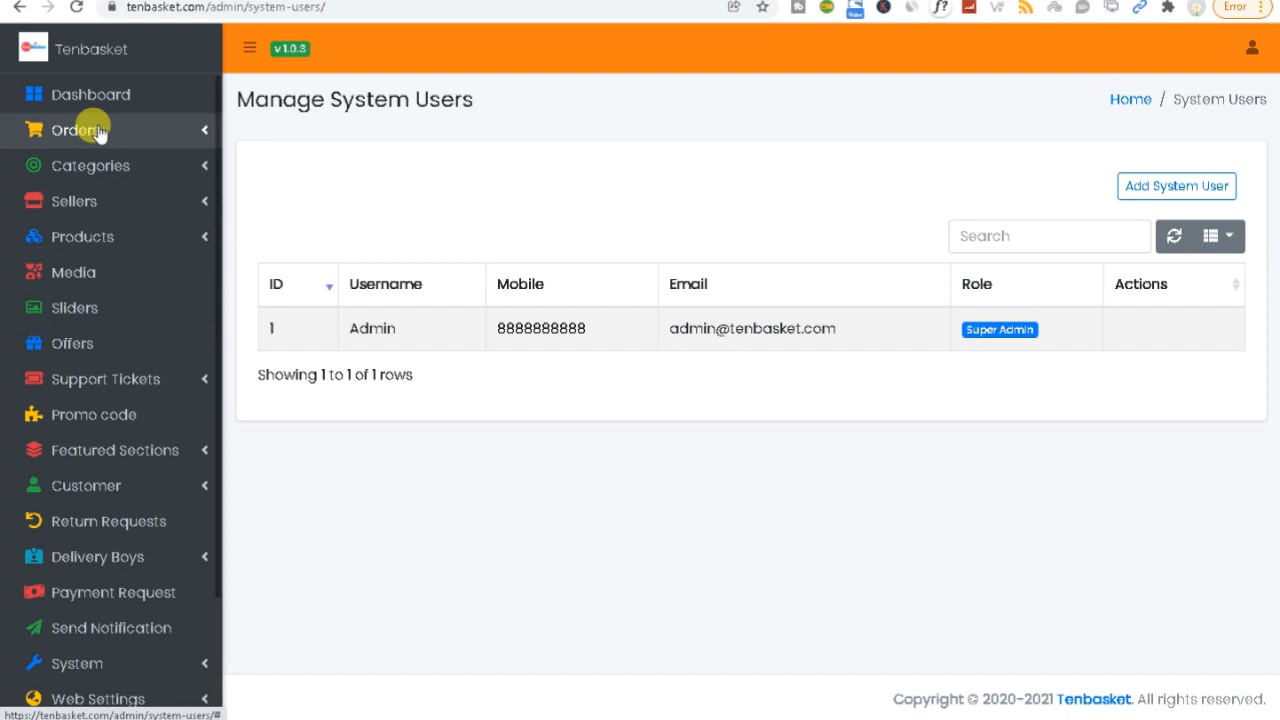 tenbasket.com/admin/system-users/
New
f?
Error
Tenbasket
v 1.0.3
Dashboard
Orders
Categories
Sellers
Products
Media
Sliders
Offers
Support Tickets
Promo code
Featured Sections
Customer
Return Requests
Delivery Boys
Payment Request
Send Notification
System
Web Settings
https://tenbasket.com/admin/system-users/#
Manage System Users
Home / System Users
Add System User
Search
ID Username Mobile Email Role Actions
1 Admin 8888888888 admin@tenbasket.com Super Admin
Showing 1 to 1 of 1 rows
Copyright © 2020-2021 Tenbasket. All rights reserved.